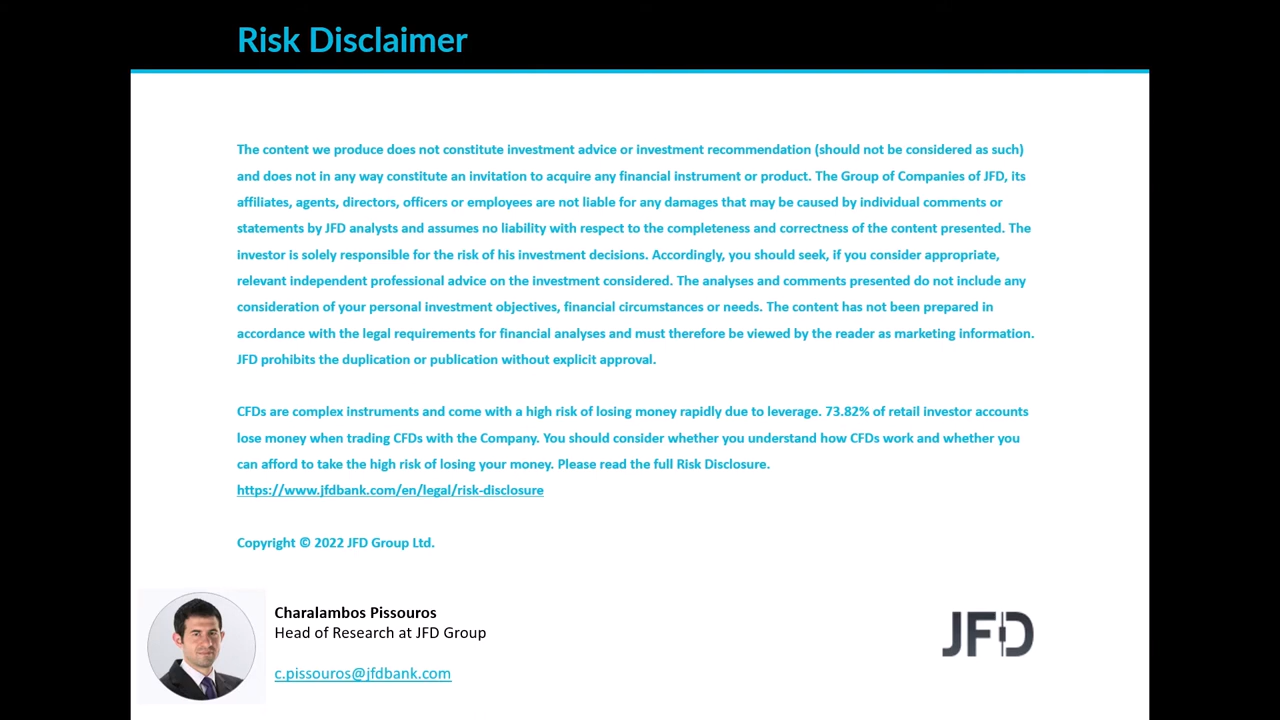 Risk Disclaimer
The content we produce does not constitute investment advice or investment recommendation (should not be considered as such)
and does not in any way constitute an invitation to acquire any financial instrument or product. The Group of Companies of JFD, its
affiliates, agents, directors, officers or employees are not liable for any damages that may be caused by individual comments or
statements by JFD analysts and assumes no liability with respect to the completeness and correctness of the content presented. The
investor is solely responsible for the risk of his investment decisions. Accordingly, you should seek, if you consider appropriate,
relevant independent professional advice on the investment considered. The analyses and comments presented do not include any
consideration of your personal investment objectives, financial circumstances or needs. The content has not been prepared in
accordance with the legal requirements for financial analyses and must therefore be viewed by the reader as marketing information.
JFD prohibits the duplication or publication without explicit approval.
CFDs are complex instruments and come with a high risk of losing money rapidly due to leverage. 73.82% of retail investor accounts
lose money when trading CFDs with the Company. You should consider whether you understand how CFDs work and whether you
can afford to take the high risk of losing your money. Please read the full Risk Disclosure.
https://www.jfdbank.com/en/legal/risk-disclosure
Copyright © 2022 JFD Group Ltd.
Charalambos Pissouros
Head of Research at JFD Group
c.pissouros@jfdbank.com
JFD